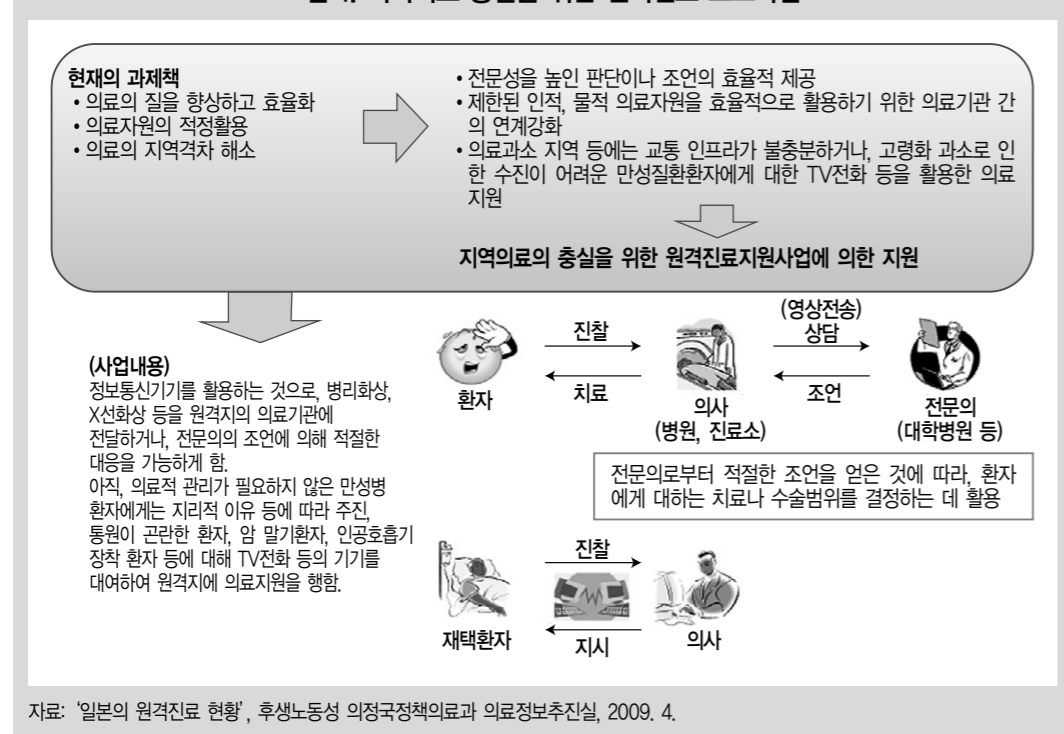 현재의 과제책
• 의료의 질을 향상하고 효율화
• 의료자원의 적정활용
• 의료의 지역격차 해소
• 전문성을 높인 판단이나 조언의 효율적 제공
• 제한된 인적, 물적 의료자원을 효율적으로 활용하기 위한 의료기관 간
의 연계강화
• 의료과소 지역 등에는 교통 인프라가 불충분하거나, 고령화 과소로 인
한 수진이 어려운 만성질환환자에게 대한 TV전화 등을 활용한 의료
지원
지역의료의 충실을 위한 원격진료지원사업에 의한 지원
(사업내용)
정보통신기기를 활용하는 것으로, 병리화상,
X선화상 등을 원격지의 의료기관에
전달하거나, 전문의의 조언에 의해 적절한
대응을 가능하게 함.
아직, 의료적 관리가 필요하지 않은 만성병
환자에게는 지리적 이유 등에 따라 주진,
통원이 곤란한 환자, 암 말기환자, 인공호흡기
장착 환자 등에 대해 TV전화 등의 기기를
대여하여 원격지에 의료지원을 행함.
진찰
치료
환자
의사
(병원, 진료소)
(영상전송)
상담
조언
전문의
(대학병원 등)
전문의로부터 적절한 조언을 얻은 것에 따라, 환자
에게 대하는 치료나 수술범위를 결정하는 데 활용
진찰
지시
재택환자
의사
자료: '일본의 원격진료 현황', 후생노동성 의정국정책의료과 의료정보추진실, 2009. 4.